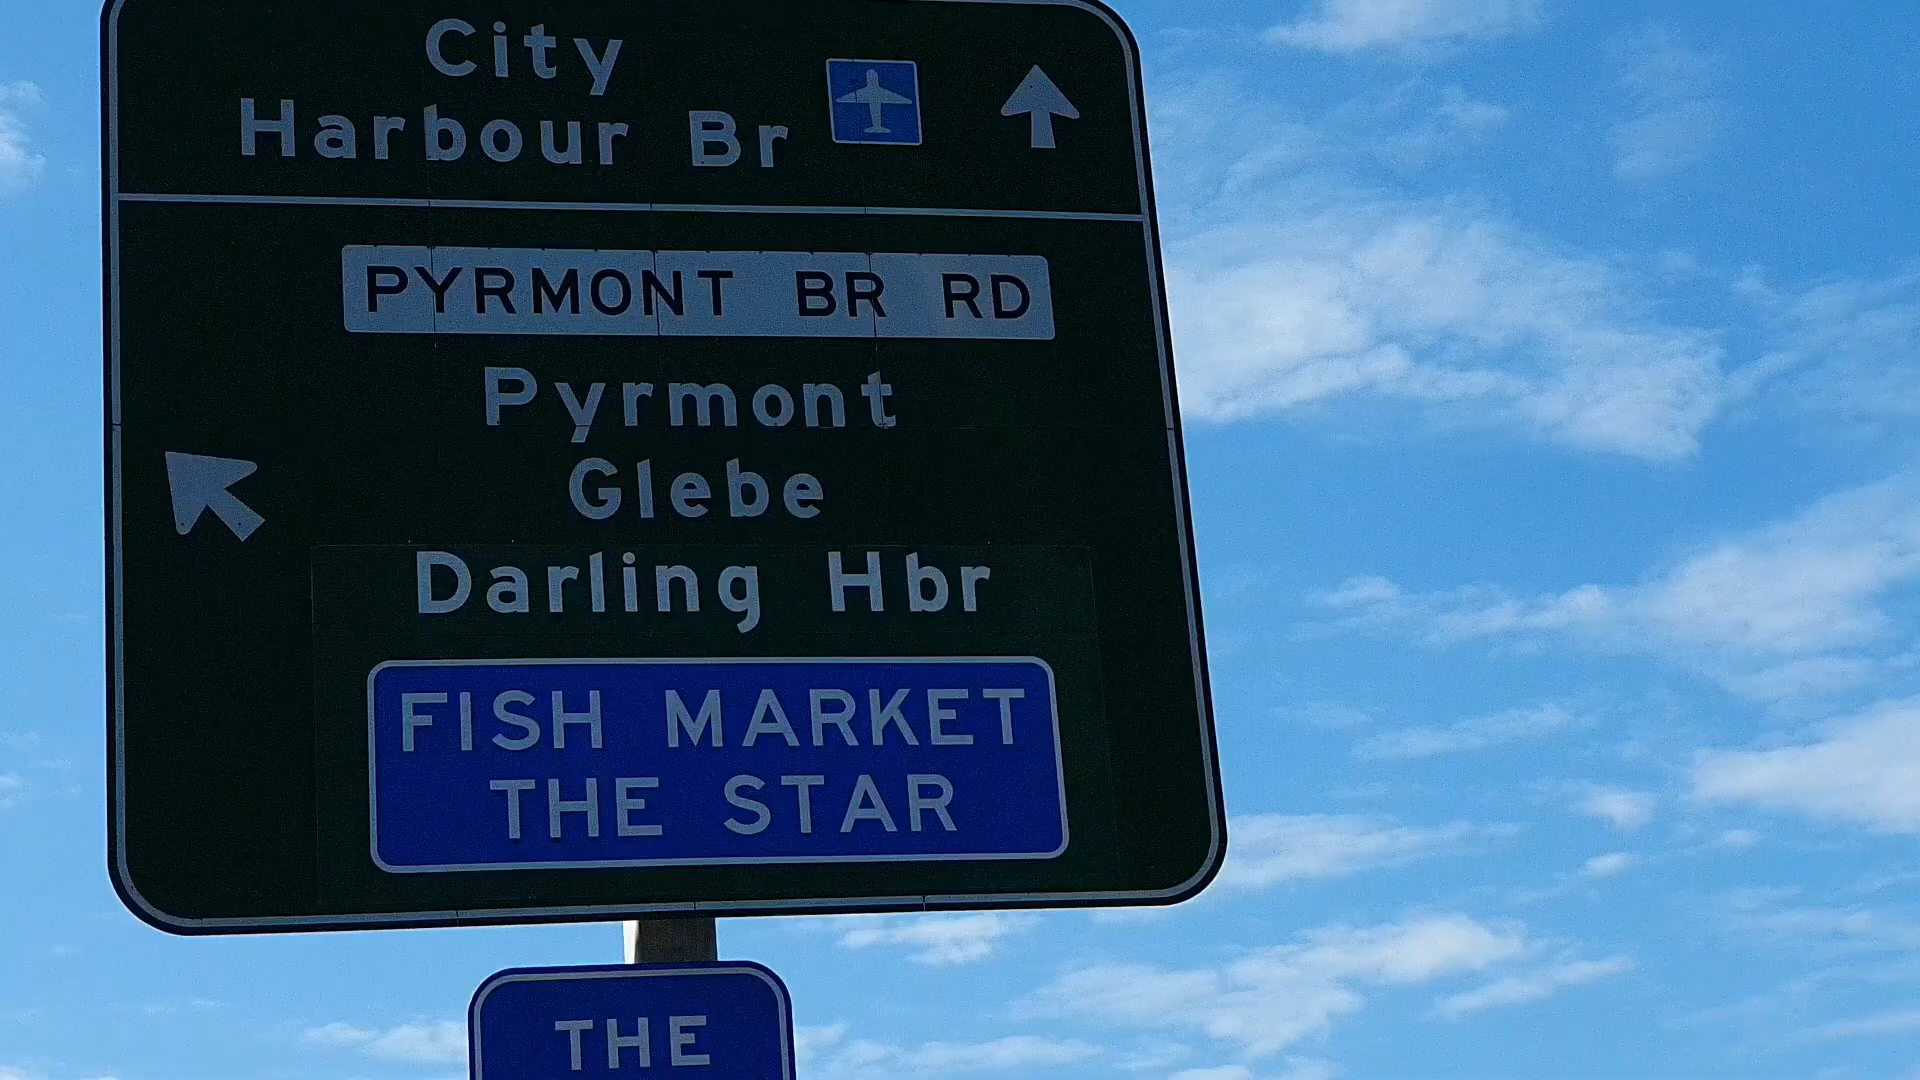 City
Harbour Br
PYRMONT BR RD
Pyrmont
Glebe
Darling Hbr
FISH MARKET
THE STAR
THE